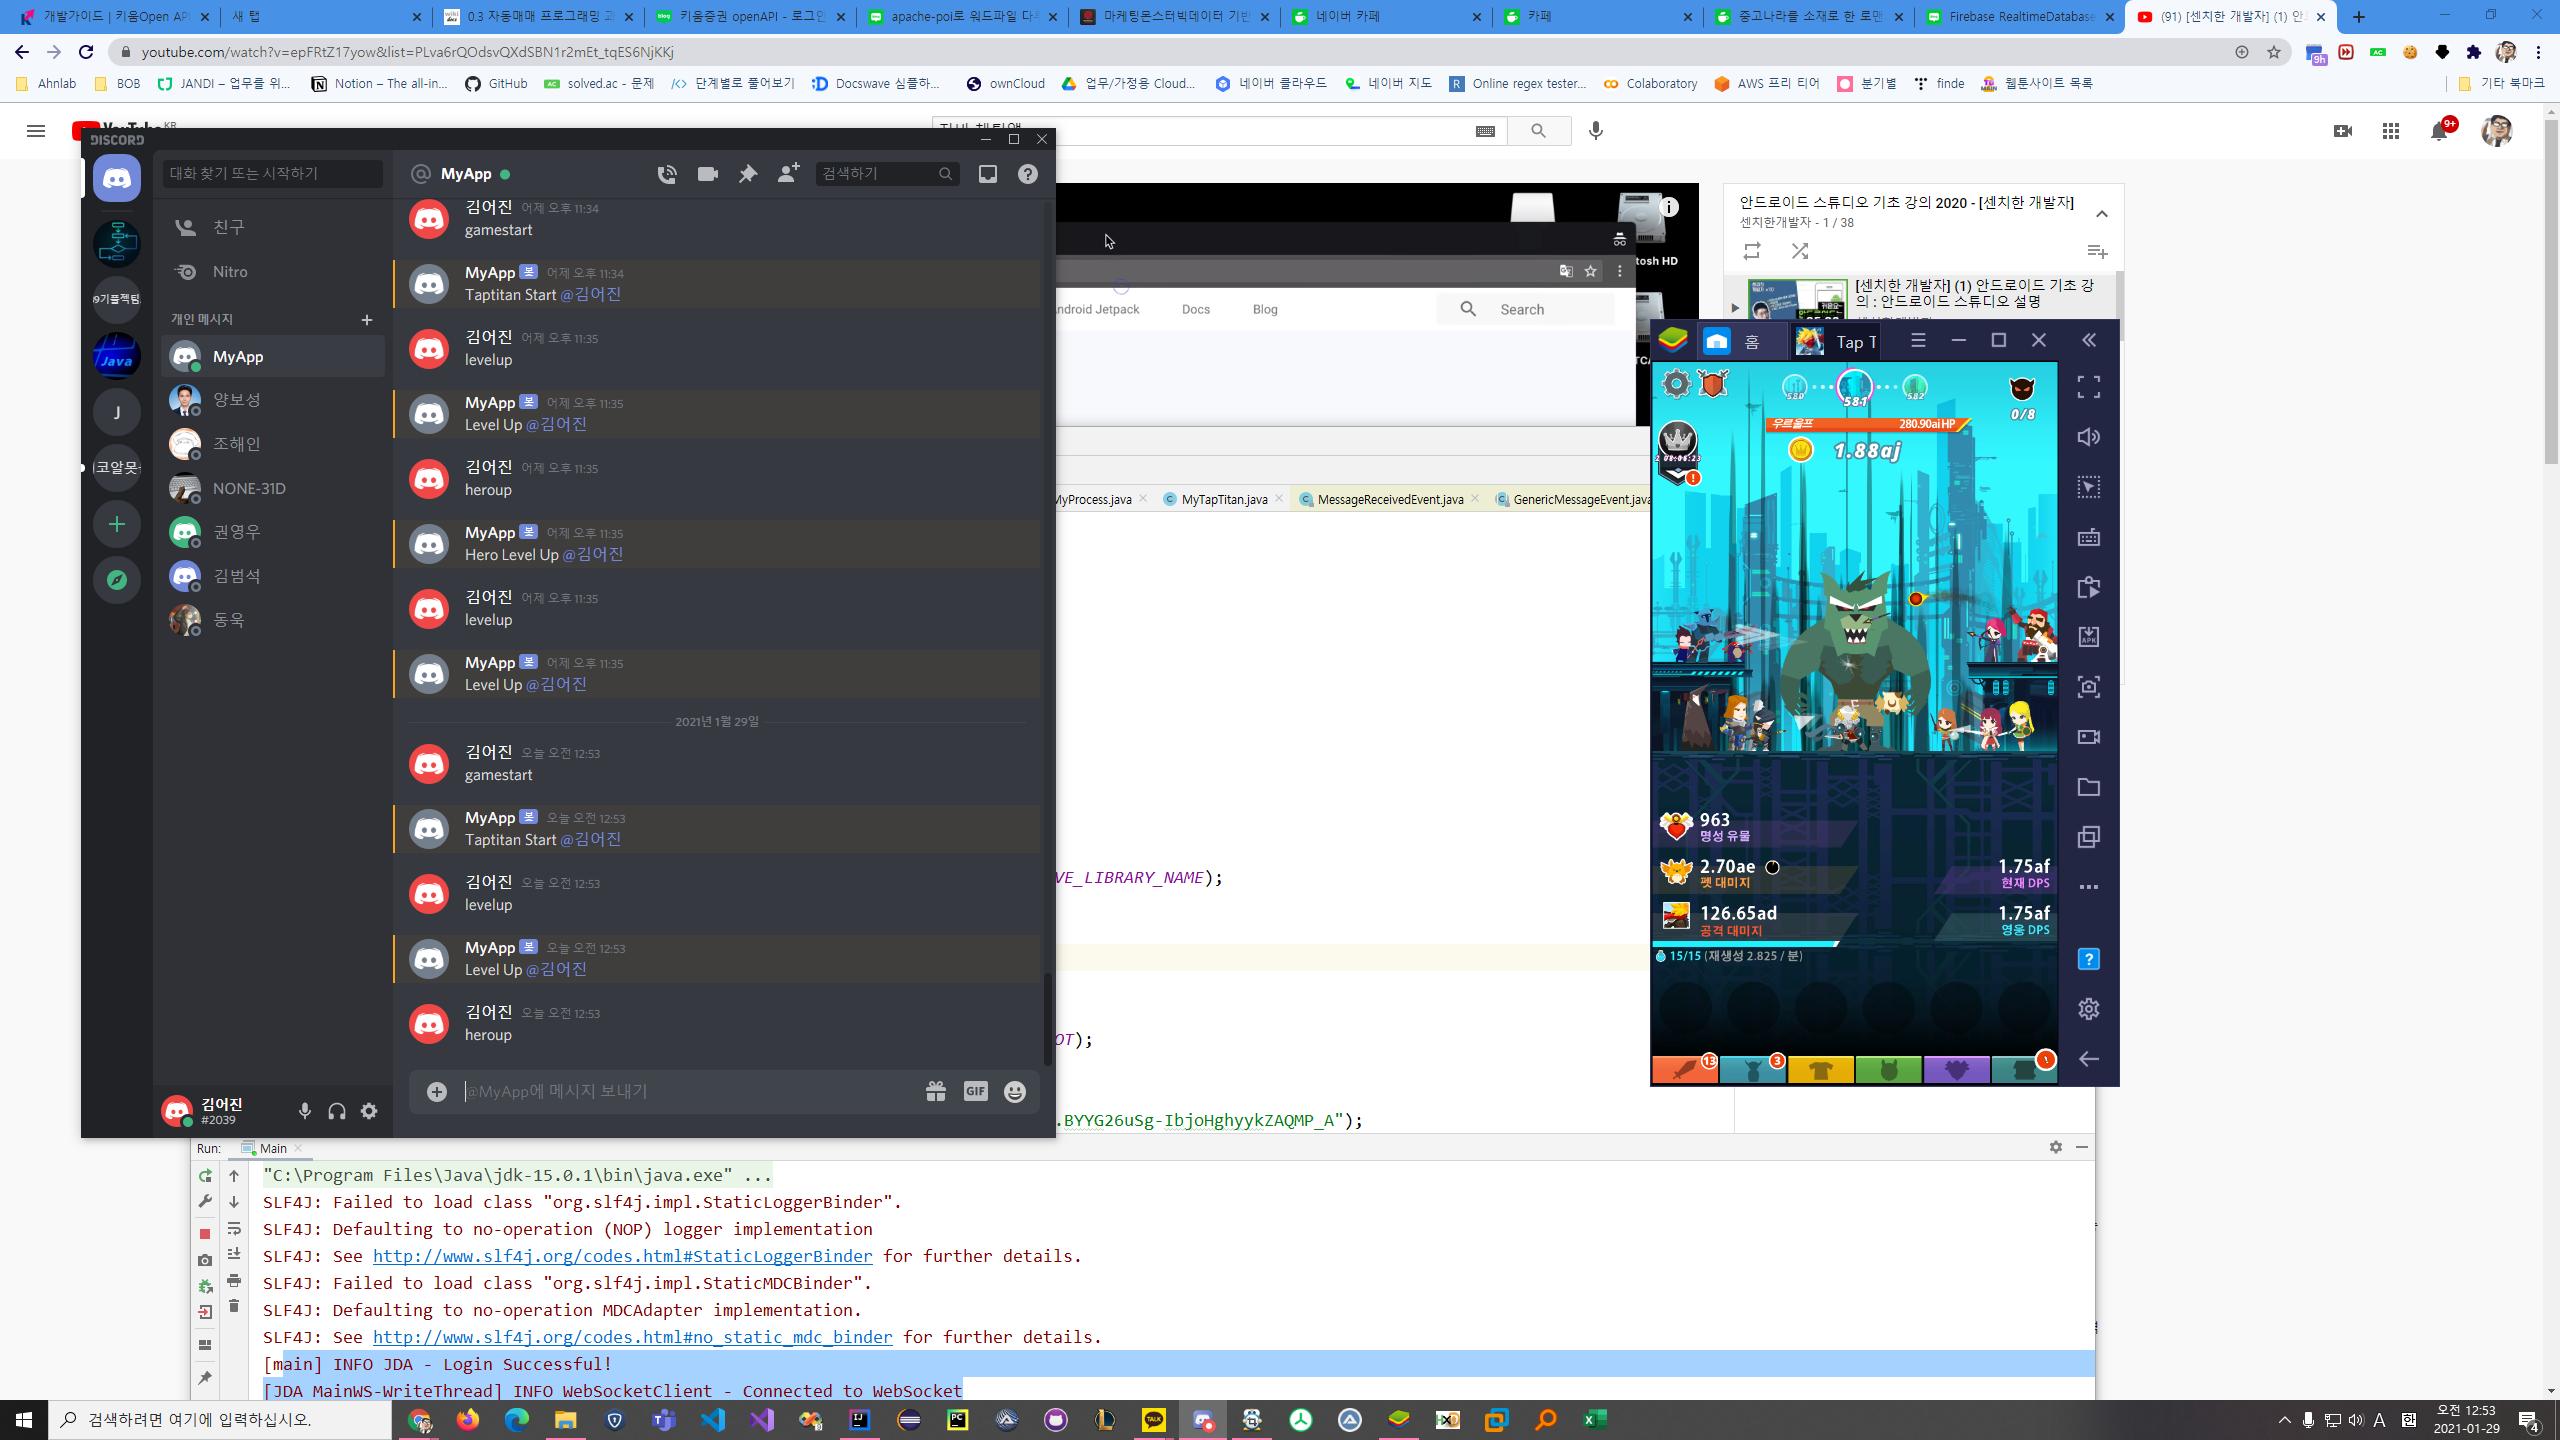 개발가이드 | 키움Open AP
새 탭
0.3 자동매매 프로그래밍 과
키움증권 openAPI - 로그인
apache-poi로 워드파일 다루
마케팅몬스터빅데이터 기반
네이버 카페
카페
중고나라를 소재로 한 로맨
Firebase RealtimeDatabase
(91) [센치한 개발자] (1) 안
youtube.com/watch?v=epFRtZ17yow&list=PLva6rQOdsvQXdSBN1r2mEt_tqES6NjKKj
Ahnlab
BOB
JANDI – 업무를 위...
Notion – The all-in...
GitHub
solved.ac - 문제
단계별로 풀어보기
Docswave 심플하...
ownCloud
업무/가정용 Cloud...
네이버 클라우드
네이버 지도
Online regex tester...
Colaboratory
AWS 프리 티어
분기별
finde
웹툰사이트 목록
기타 북마크
9h
KR
9+
DISCORD
대화 찾기 또는 시작하기
친구
Nitro
개인 메시지
MyApp
양보성
조해인
NONE-31D
권영우
김범석
동욱
Java
J
김어진
#2039
MyApp
검색하기
김어진 어제 오후 11:34
gamestart
MyApp 봇 어제 오후 11:34
Taptitan Start @김어진
김어진 어제 오후 11:35
levelup
MyApp 봇 어제 오후 11:35
Level Up @김어진
김어진 어제 오후 11:35
heroup
MyApp 봇 어제 오후 11:35
Hero Level Up @김어진
김어진 어제 오후 11:35
levelup
MyApp 봇 어제 오후 11:35
Level Up @김어진
2021년 1월 29일
김어진 오늘 오전 12:53
gamestart
MyApp 봇 오늘 오전 12:53
Taptitan Start @김어진
김어진 오늘 오전 12:53
levelup
MyApp 봇 오늘 오전 12:53
Level Up @김어진
김어진 오늘 오전 12:53
heroup
@MyApp에 메시지 보내기
GIF
tosh HD
ndroid Jetpack
Docs
Blog
Search
안드로이드 스튜디오 기초 강의 2020 - [센치한 개발자]
센치한개발자 - 1 / 38
[센치한 개발자] (1) 안드로이드 기초 강
의 : 안드로이드 스튜디오 설명
MyProcess.java
MyTapTitan.java
MessageReceivedEvent.java
GenericMessageEvent.java
VE_LIBRARY_NAME);
OT);
.BYYG26uSg-IbjoHghyykZAQMP_A");
홈
Tap T
580
581
582
0/8
우르울프
280.90ai HP
1.88aj
963
명성 유물
2.70ae
펫 대미지
1.75af
현재 DPS
126.65ad
공격 대미지
1.75af
영웅 DPS
15/15 (재생성 2.825 / 분)
13
3
Run:
Main
"C:\Program Files\Java\jdk-15.0.1\bin\java.exe" ...
SLF4J: Failed to load class "org.slf4j.impl.StaticLoggerBinder".
SLF4J: Defaulting to no-operation (NOP) logger implementation
SLF4J: See http://www.slf4j.org/codes.html#StaticLoggerBinder for further details.
SLF4J: Failed to load class "org.slf4j.impl.StaticMDCBinder".
SLF4J: Defaulting to no-operation MDCAdapter implementation.
SLF4J: See http://www.slf4j.org/codes.html#no_static_mdc_binder for further details.
[main] INFO JDA - Login Successful!
[JDA MainWS-WriteThread] INFO WebSocketClient - Connected to WebSocket
검색하려면 여기에 입력하십시오.
A
오전 12:53
2021-01-29
4